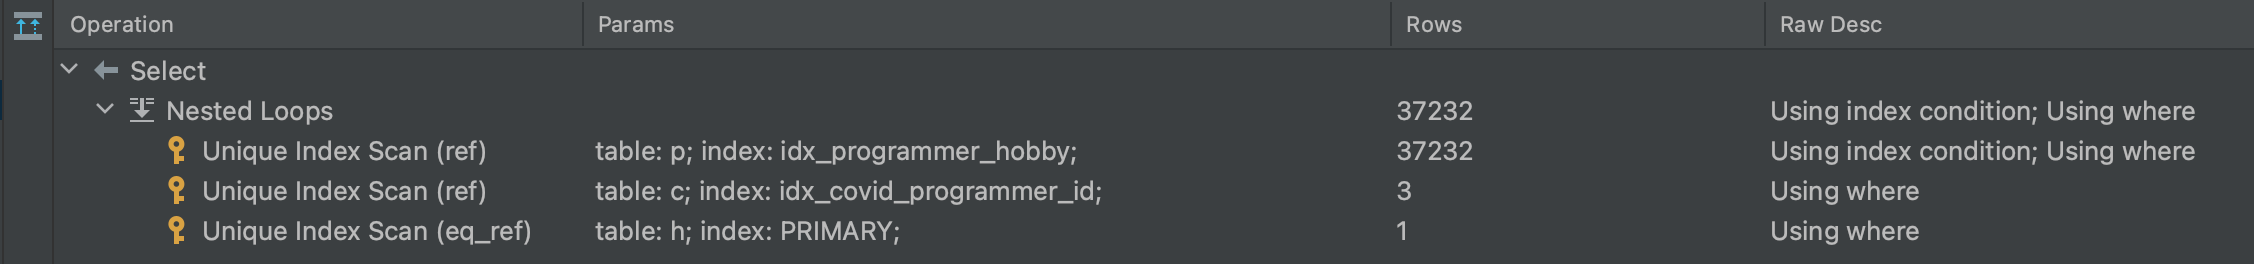 Operation Params Rows Raw Desc
Select
Nested Loops 37232 Using index condition; Using where
Unique Index Scan (ref) table: p; index: idx_programmer_hobby; 37232 Using index condition; Using where
Unique Index Scan (ref) table: c; index: idx_covid_programmer_id; 3 Using where
Unique Index Scan (eq_ref) table: h; index: PRIMARY; 1 Using where